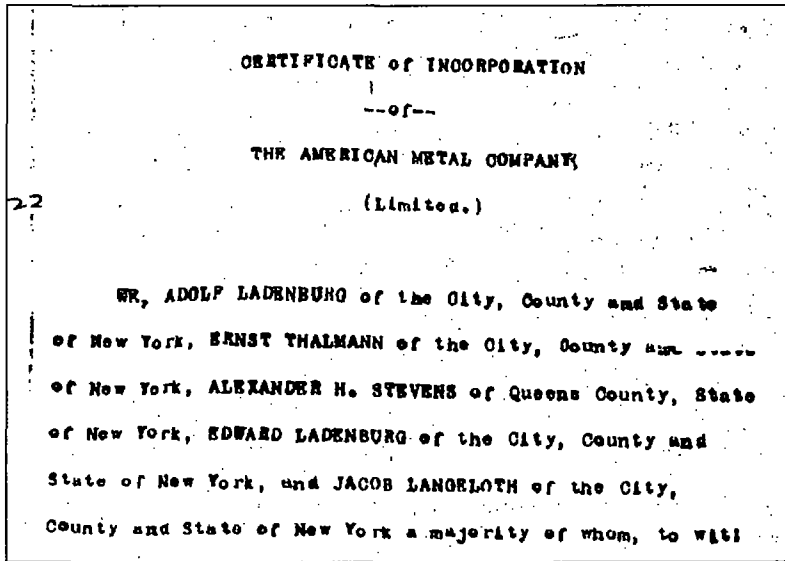 CERTIFICATE of INCORPORATION
--of--
THE AMERICAN METAL COMPANY
(Limited.)
22
WE, ADOLF LADENBURG of the City, County and State
of New York, ERNST THALMANN of the City, County and State
of New York, ALEXANDER H. STEVENS of Queens County, State
of New York, EDWARD LADENBURG of the City, County and
State of New York, and JACOB LANGELOTH of the City,
County and State of New York a majority of whom, to wit: